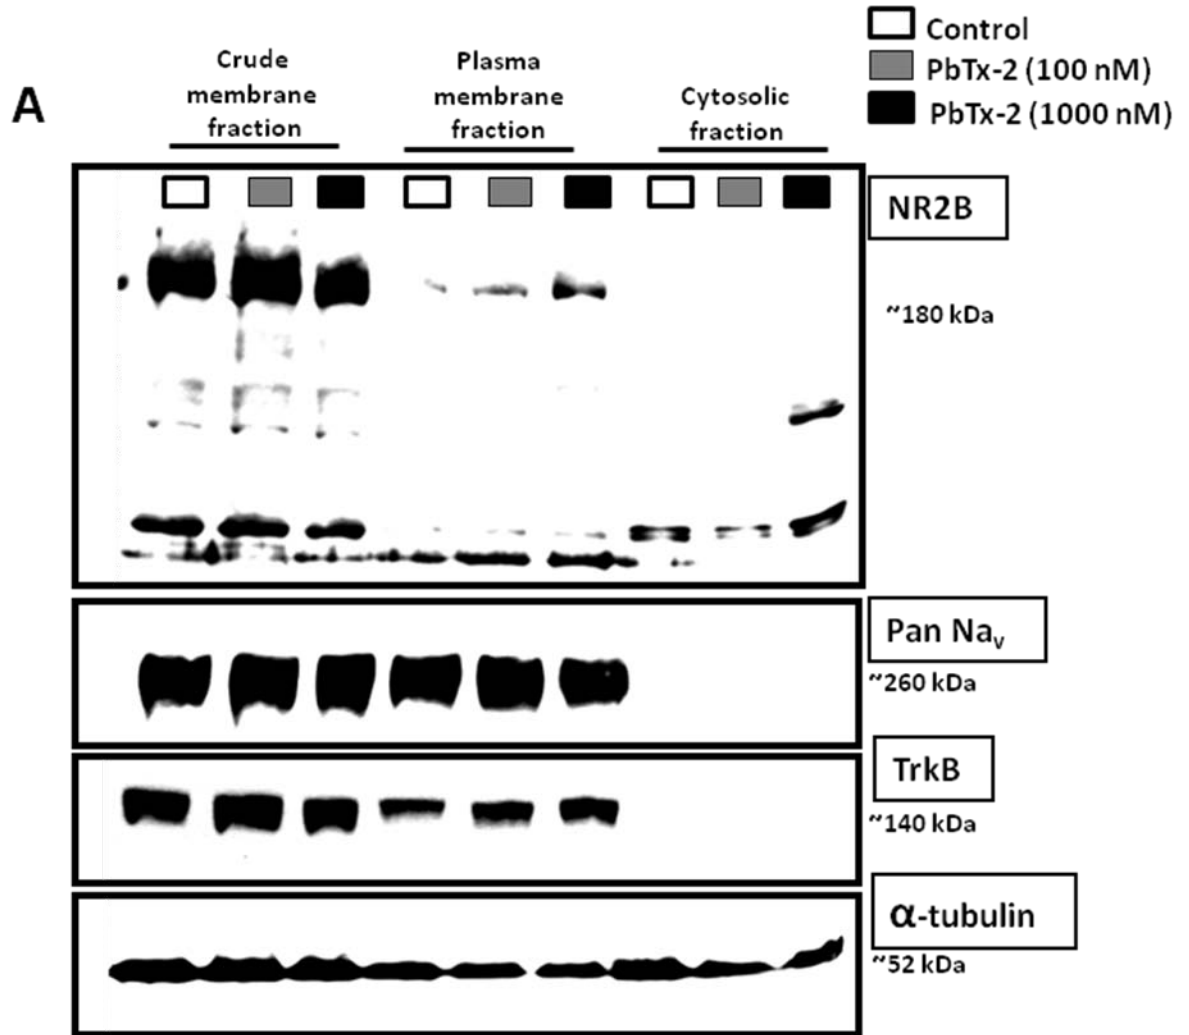 A
Crude
membrane
fraction
Plasma
membrane
fraction
Cytosolic
fraction
Control
PbTx-2 (100 nM)
PbTx-2 (1000 nM)
NR2B
~180 kDa
Pan Nav
~260 kDa
TrkB
~140 kDa
α-tubulin
~52 kDa